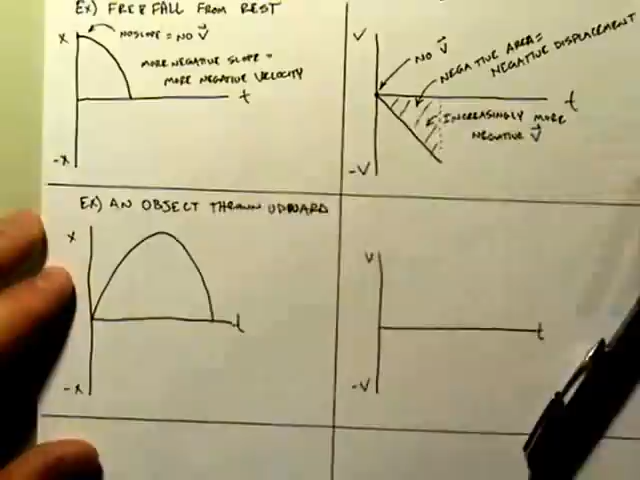 EX) FREE FALL FROM REST
X
NO SLOPE = NO V⃗
MORE NEGATIVE SLOPE =
MORE NEGATIVE VELOCITY
t
-X
V
NO V⃗
NEGATIVE AREA =
NEGATIVE DISPLACEMENT
t
INCREASINGLY MORE
NEGATIVE V⃗
-V
EX) AN OBJECT THROWN UPWARD
X
t
-X
V
t
-V